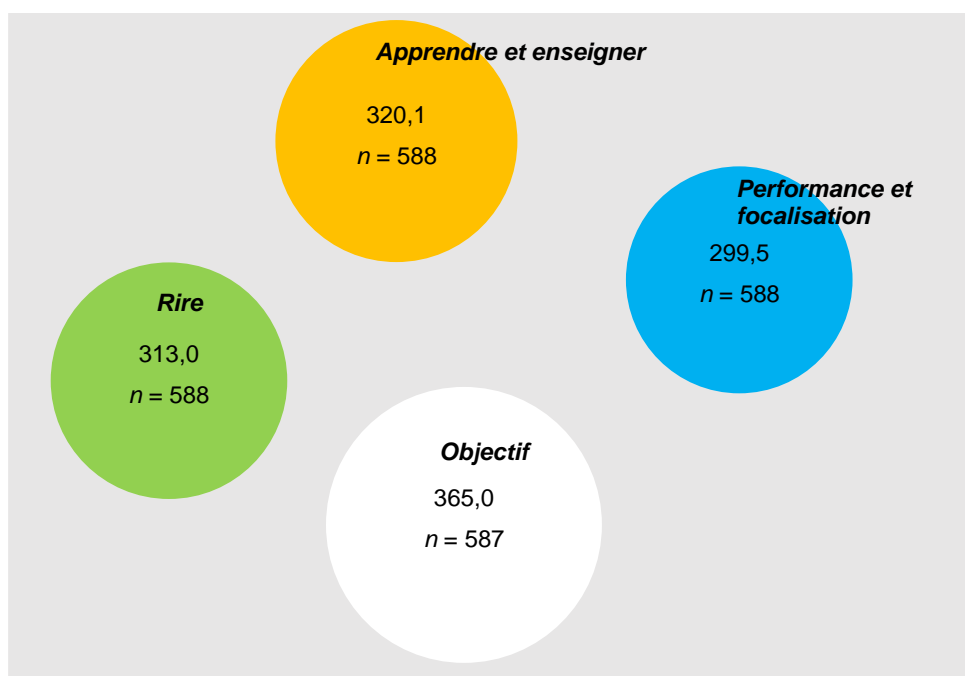 Apprendre et enseigner
320,1
n = 588
Performance et
focalisation
299,5
n = 588
Rire
313,0
n = 588
Objectif
365,0
n = 587